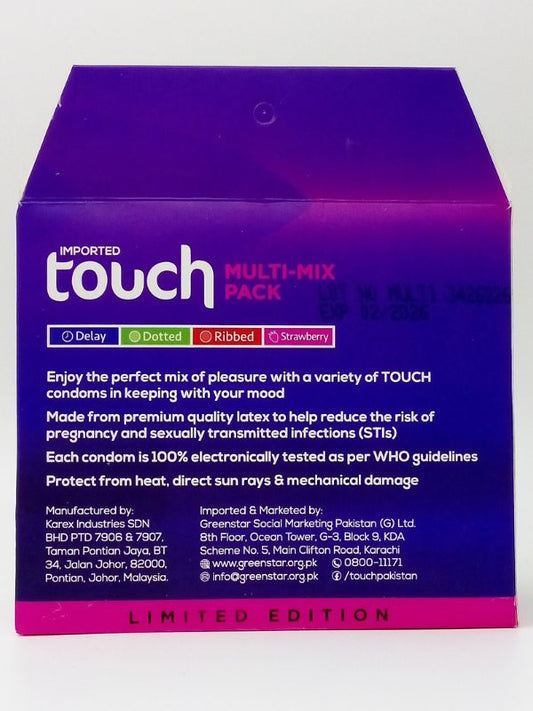 IMPORTED
touch MULTI-MIX
PACK
LOT NO MULTI
EXP 02/2026
Delay Dotted Ribbed Strawberry
Enjoy the perfect mix of pleasure with a variety of TOUCH
condoms in keeping with your mood
Made from premium quality latex to help reduce the risk of
pregnancy and sexually transmitted infections (STIs)
Each condom is 100% electronically tested as per WHO guidelines
Protect from heat, direct sun rays & mechanical damage
Manufactured by:
Karex Industries SDN
BHD PTD 7906 & 7907,
Taman Pontian Jaya, BT
34, Jalan Johor, 82000,
Pontian, Johor, Malaysia.
Imported & Marketed by:
Greenstar Social Marketing Pakistan (G) Ltd.
8th Floor, Ocean Tower, G-3, Block 9, KDA
Scheme No. 5, Main Clifton Road, Karachi
www.greenstar.org.pk 0800-11171
info@greenstar.org.pk /touchpakistan
LIMITED EDITION